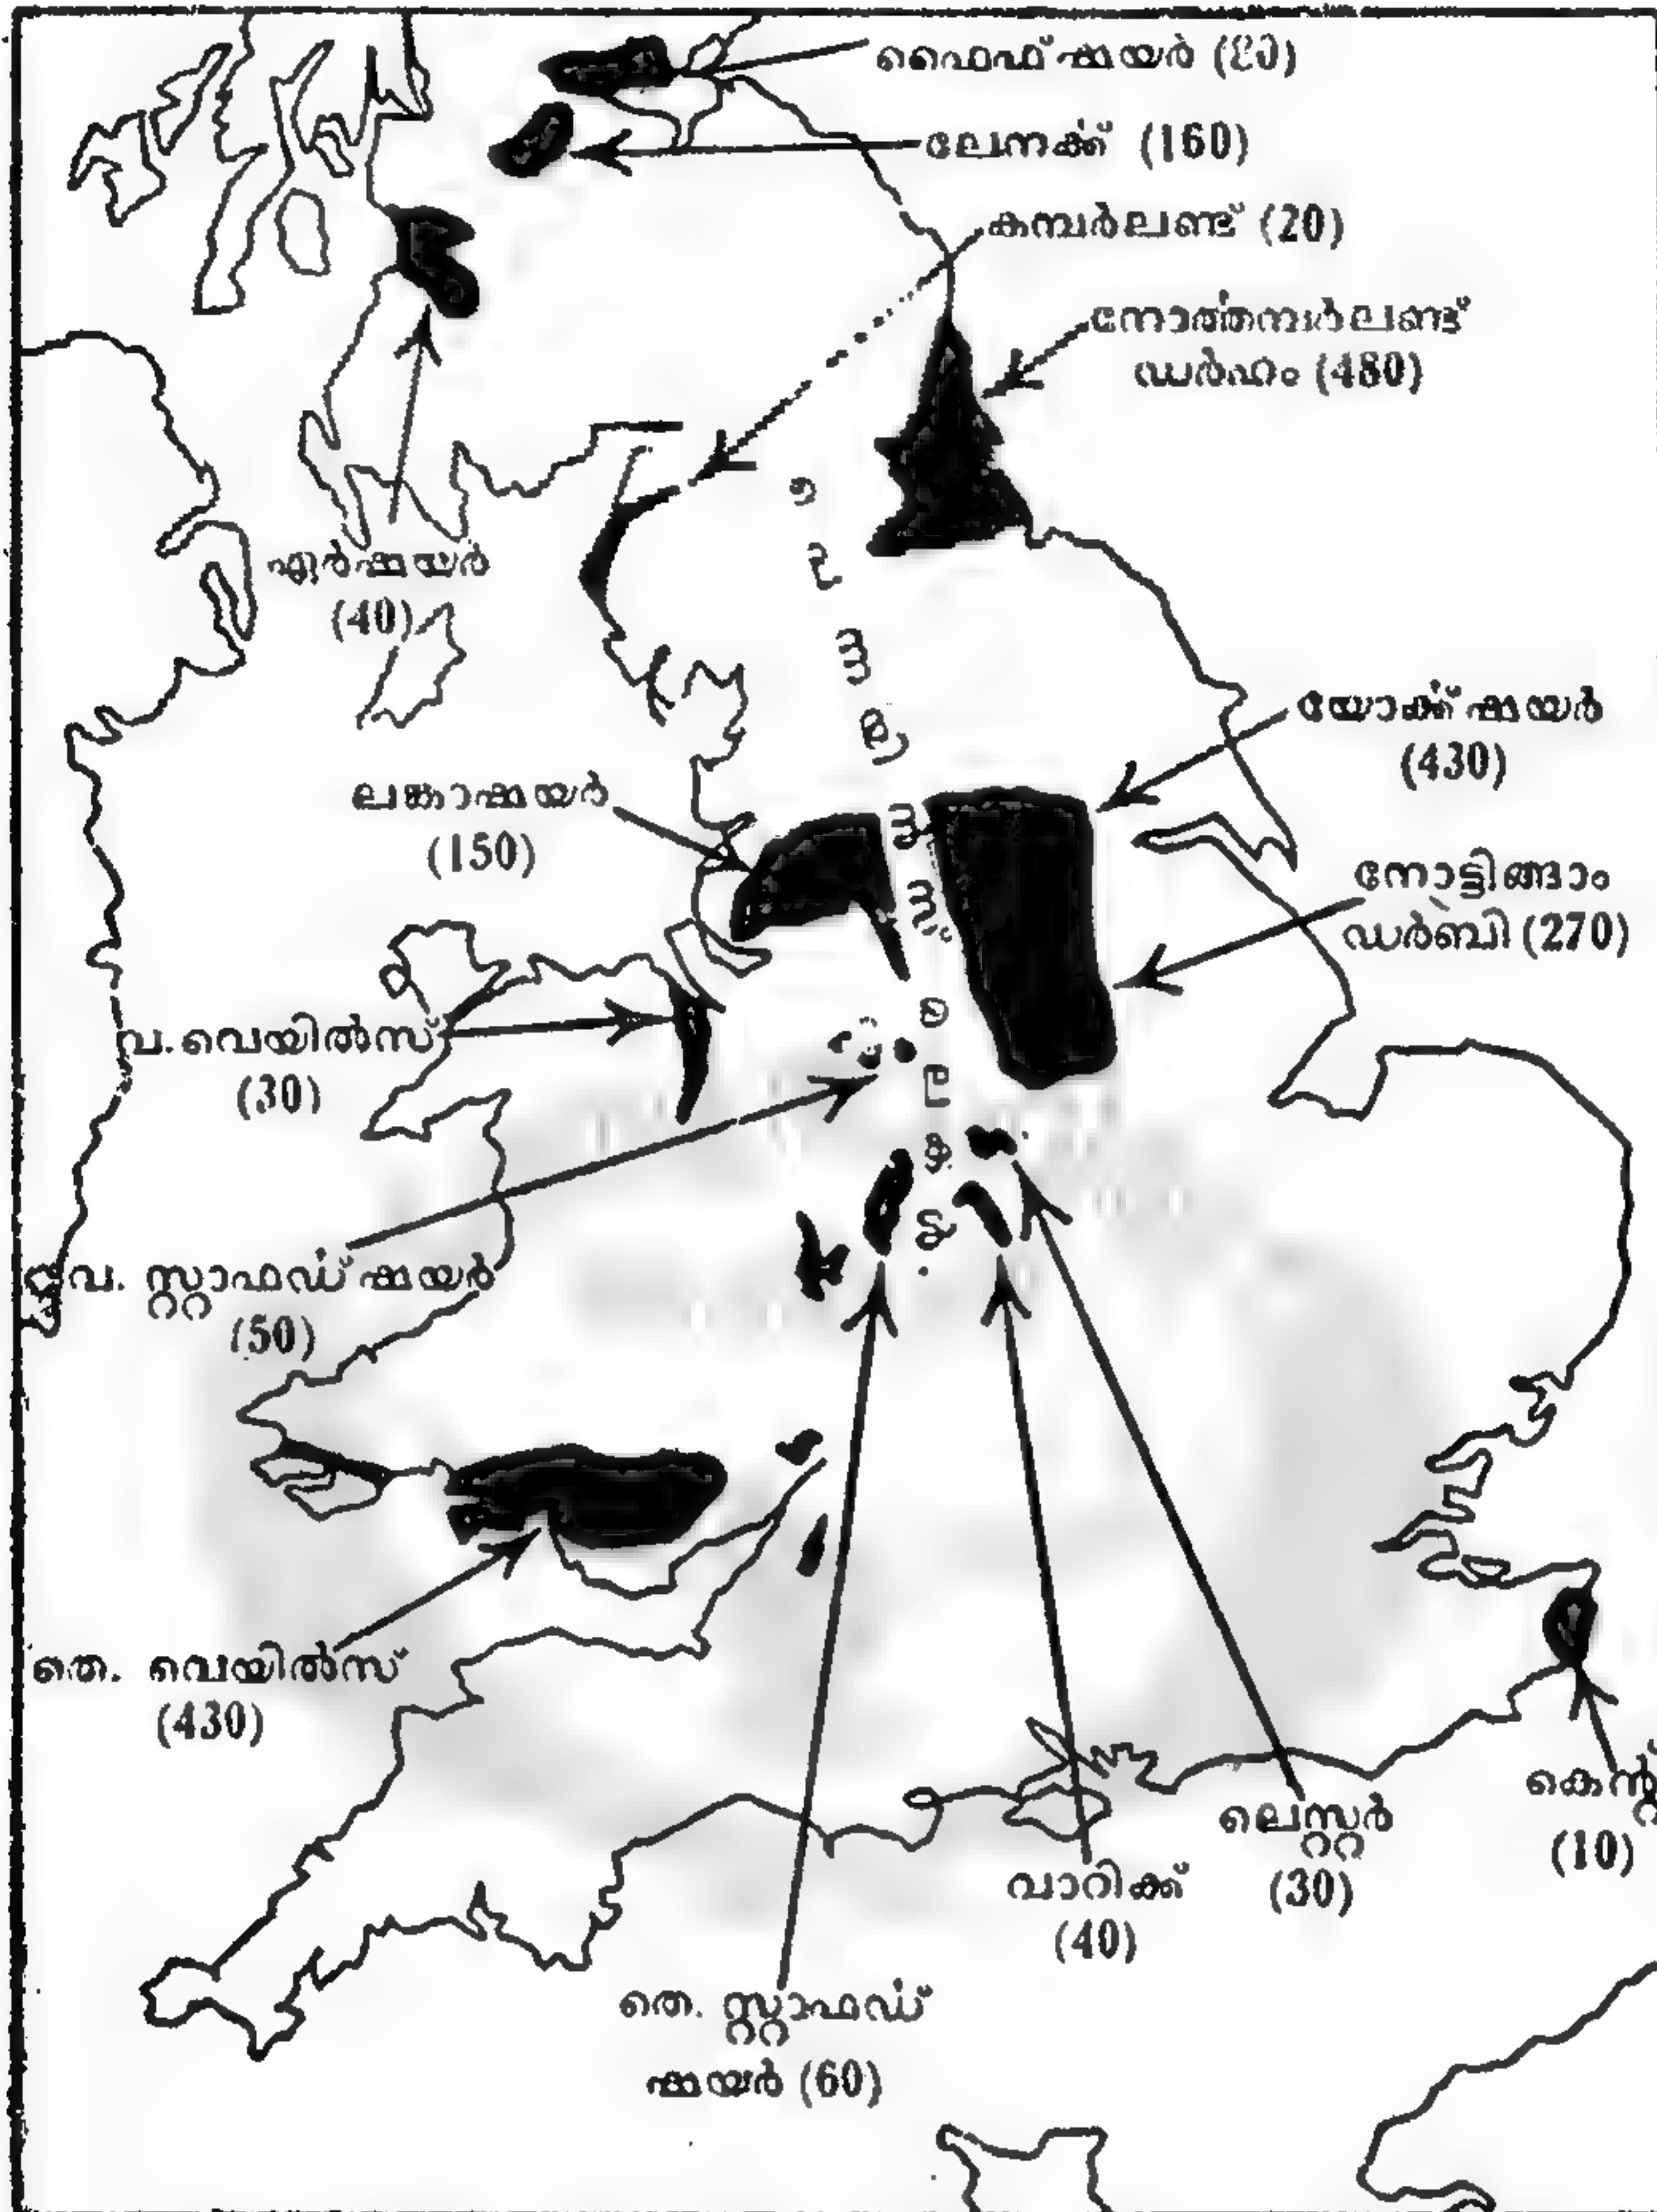 ഫൈഫ് ഷയർ (80)
ലേനക്ക് (160)
കമ്പർലണ്ട് (20)
നോർത്തമ്പർലണ്ട്
ഡർഹം (480)
ഏർഷയർ
(40)
യോക്ക് ഷയർ
(430)
ലങ്കാഷയർ
(150)
നോട്ടിങ്ങാം
ഡർബി (270)
വ. വെയിൽസ്
(30)
വ. സ്റ്റാഫഡ് ഷയർ
(50)
തെ. വെയിൽസ്
(430)
കെന്റ്
(10)
ലെസ്റ്റർ
(30)
വാറിക്ക്
(40)
തെ. സ്റ്റാഫഡ്
ഷയർ (60)